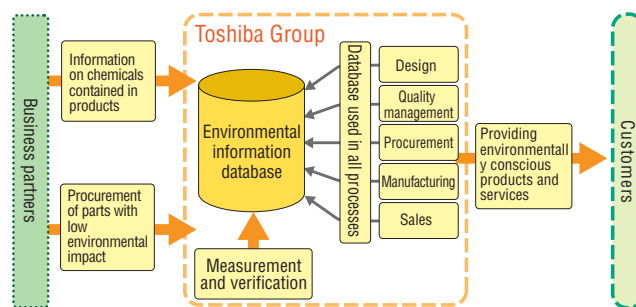 Business partners
Information
on chemicals
contained in
products
Procurement
of parts with
low
environmental
impact
Toshiba Group
Environmental
information
database
Measurement
and verification
Database used in all processes
Design
Quality
management
Procurement
Manufacturing
Sales
Providing
environmentall
y conscious
products and
services
Customers